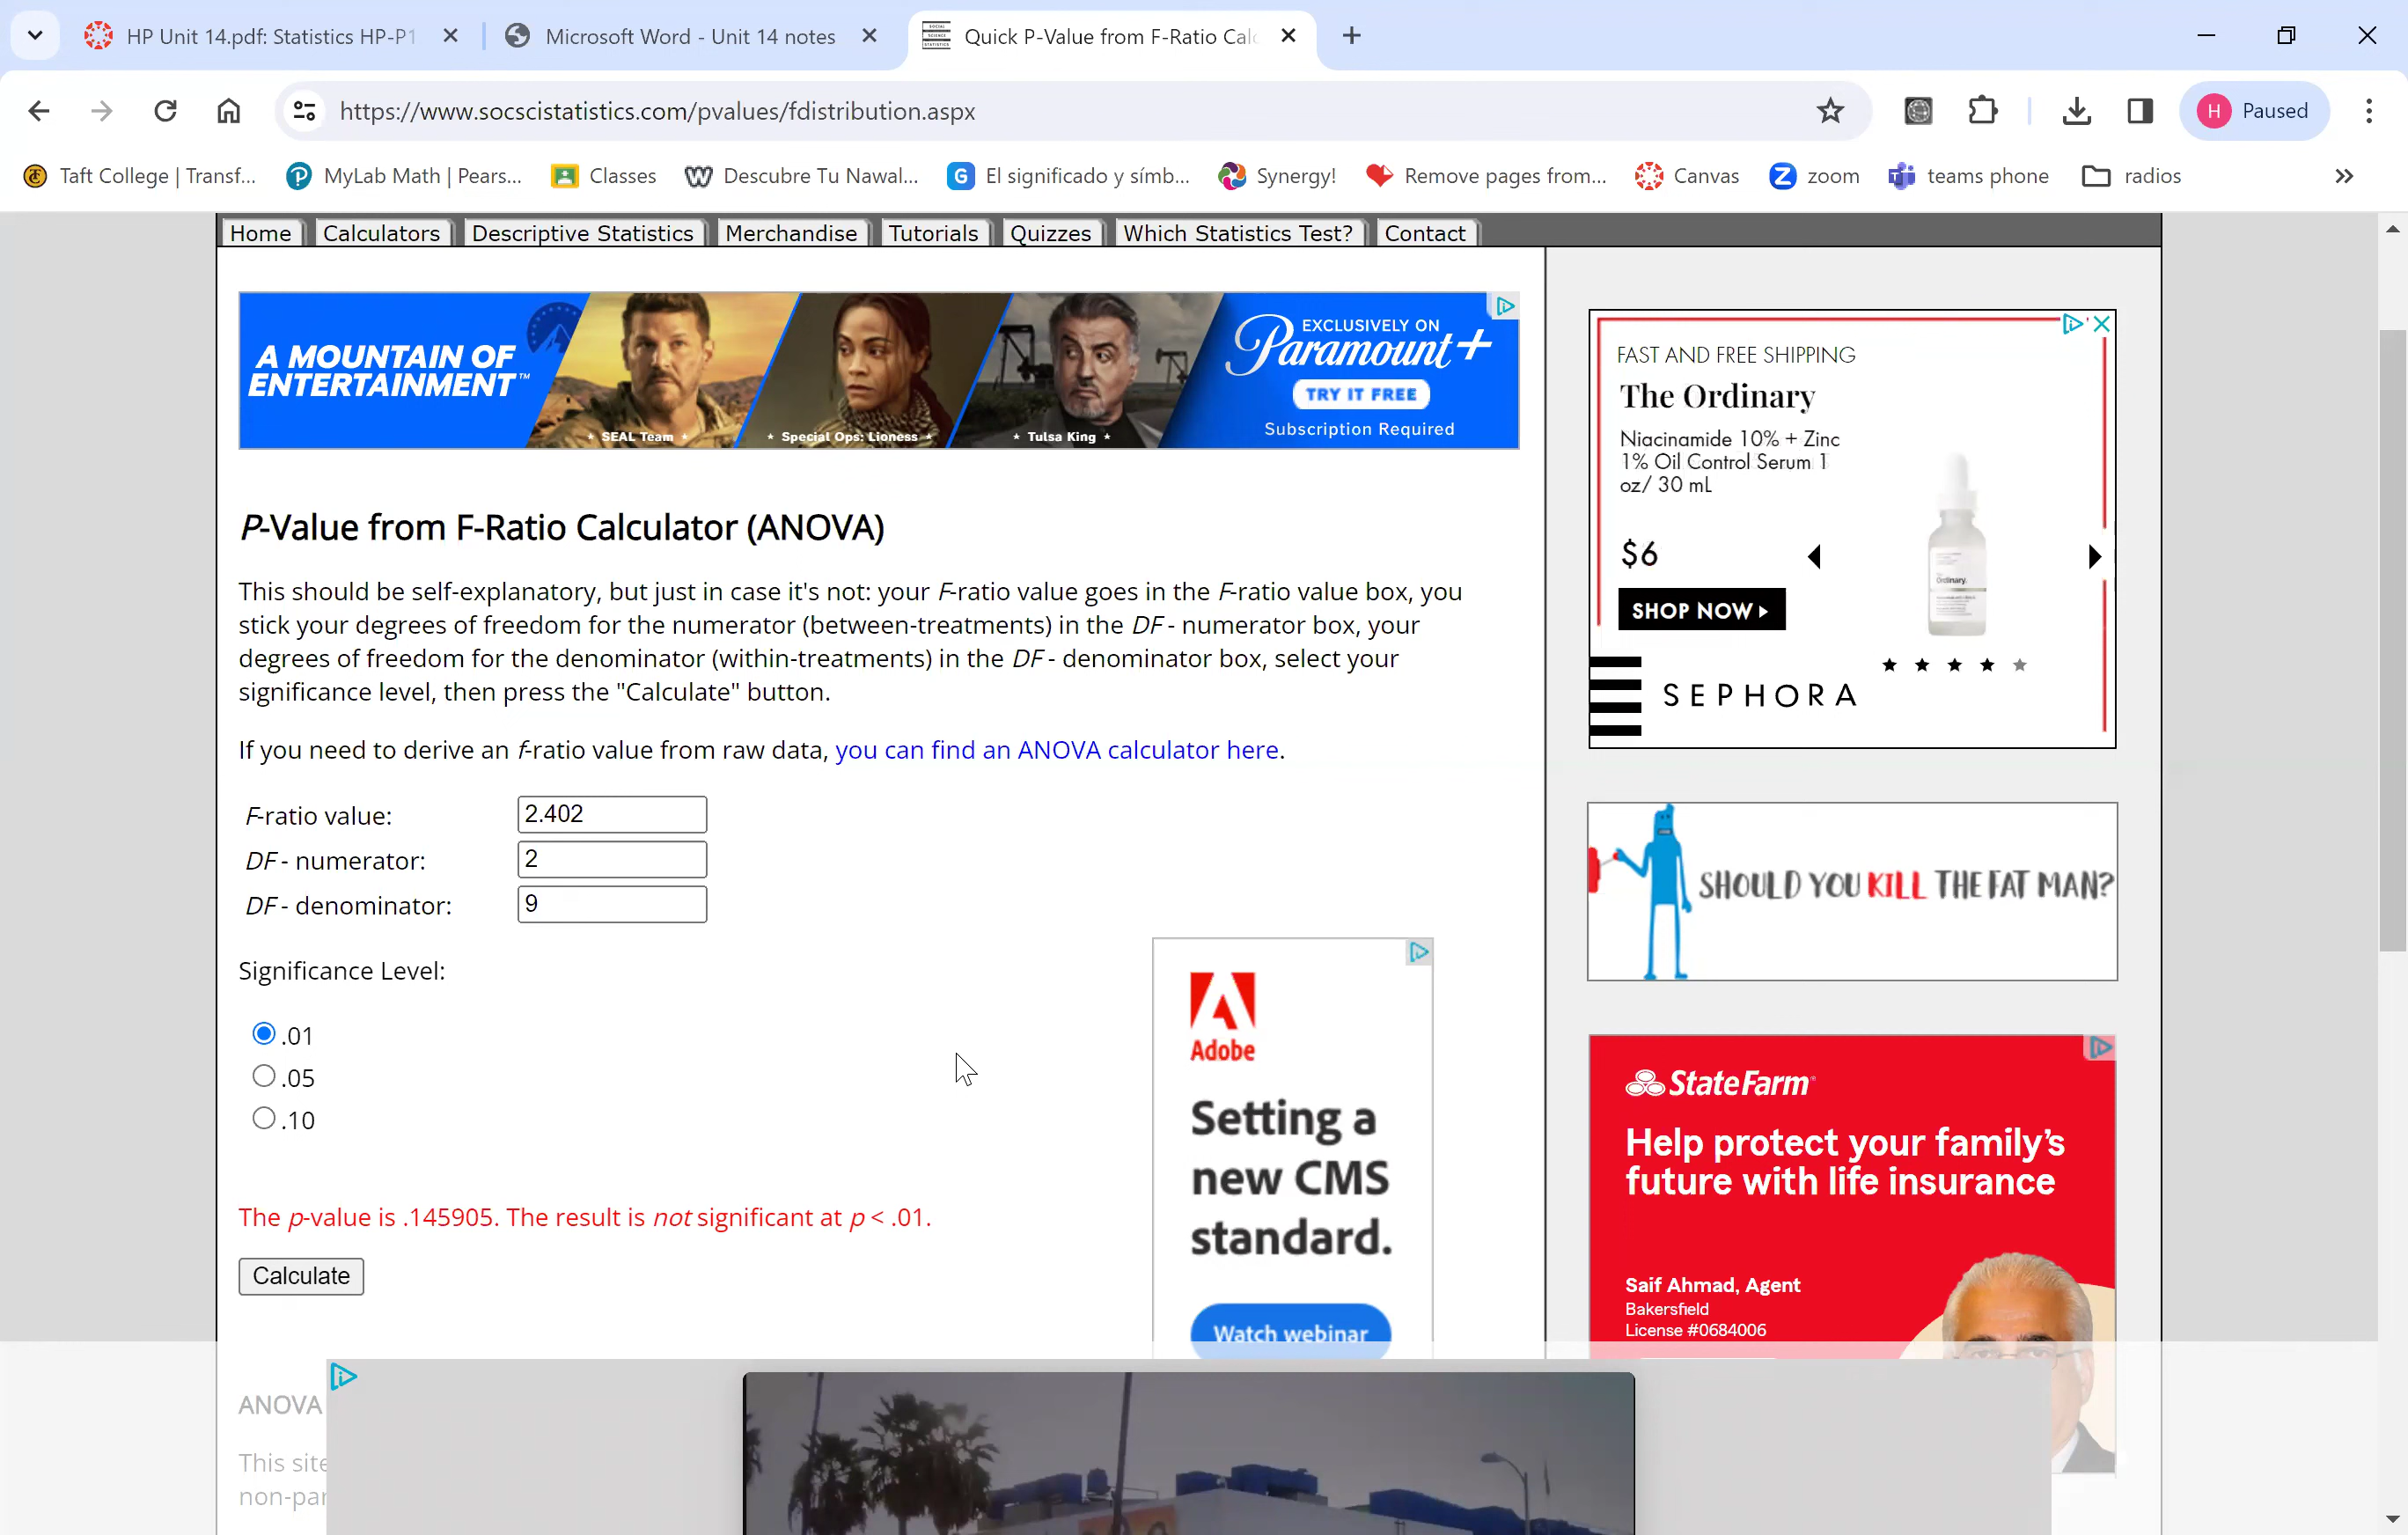 HP Unit 14.pdf: Statistics HP-P1
Microsoft Word - Unit 14 notes
Quick P-Value from F-Ratio Calc
https://www.socscistatistics.com/pvalues/fdistribution.aspx
H Paused
Taft College | Transf...
MyLab Math | Pears...
Classes
Descubre Tu Nawal...
G El significado y símb...
Synergy!
Remove pages from...
Canvas
Z zoom
teams phone
radios
Home
Calculators
Descriptive Statistics
Merchandise
Tutorials
Quizzes
Which Statistics Test?
Contact
A MOUNTAIN OF
ENTERTAINMENT™
★ SEAL Team ★
★ Special Ops: Lioness ★
★ Tulsa King ★
EXCLUSIVELY ON
Paramount+
TRY IT FREE
Subscription Required
P-Value from F-Ratio Calculator (ANOVA)
This should be self-explanatory, but just in case it's not: your F-ratio value goes in the F-ratio value box, you
stick your degrees of freedom for the numerator (between-treatments) in the DF - numerator box, your
degrees of freedom for the denominator (within-treatments) in the DF - denominator box, select your
significance level, then press the "Calculate" button.
If you need to derive an f-ratio value from raw data, you can find an ANOVA calculator here.
F-ratio value: 2.402
DF - numerator: 2
DF - denominator: 9
Significance Level:
.01
.05
.10
The p-value is .145905. The result is not significant at p < .01.
Calculate
ANOVA
This site
Adobe
Setting a
new CMS
standard.
Watch webinar
FAST AND FREE SHIPPING
The Ordinary
Niacinamide 10% + Zinc
1% Oil Control Serum 1
oz/ 30 mL
$6
SHOP NOW
Ordinary.
SEPHORA
SHOULD YOU KILL THE FAT MAN?
StateFarm®
Help protect your family's
future with life insurance
Saif Ahmad, Agent
Bakersfield
License #0684006